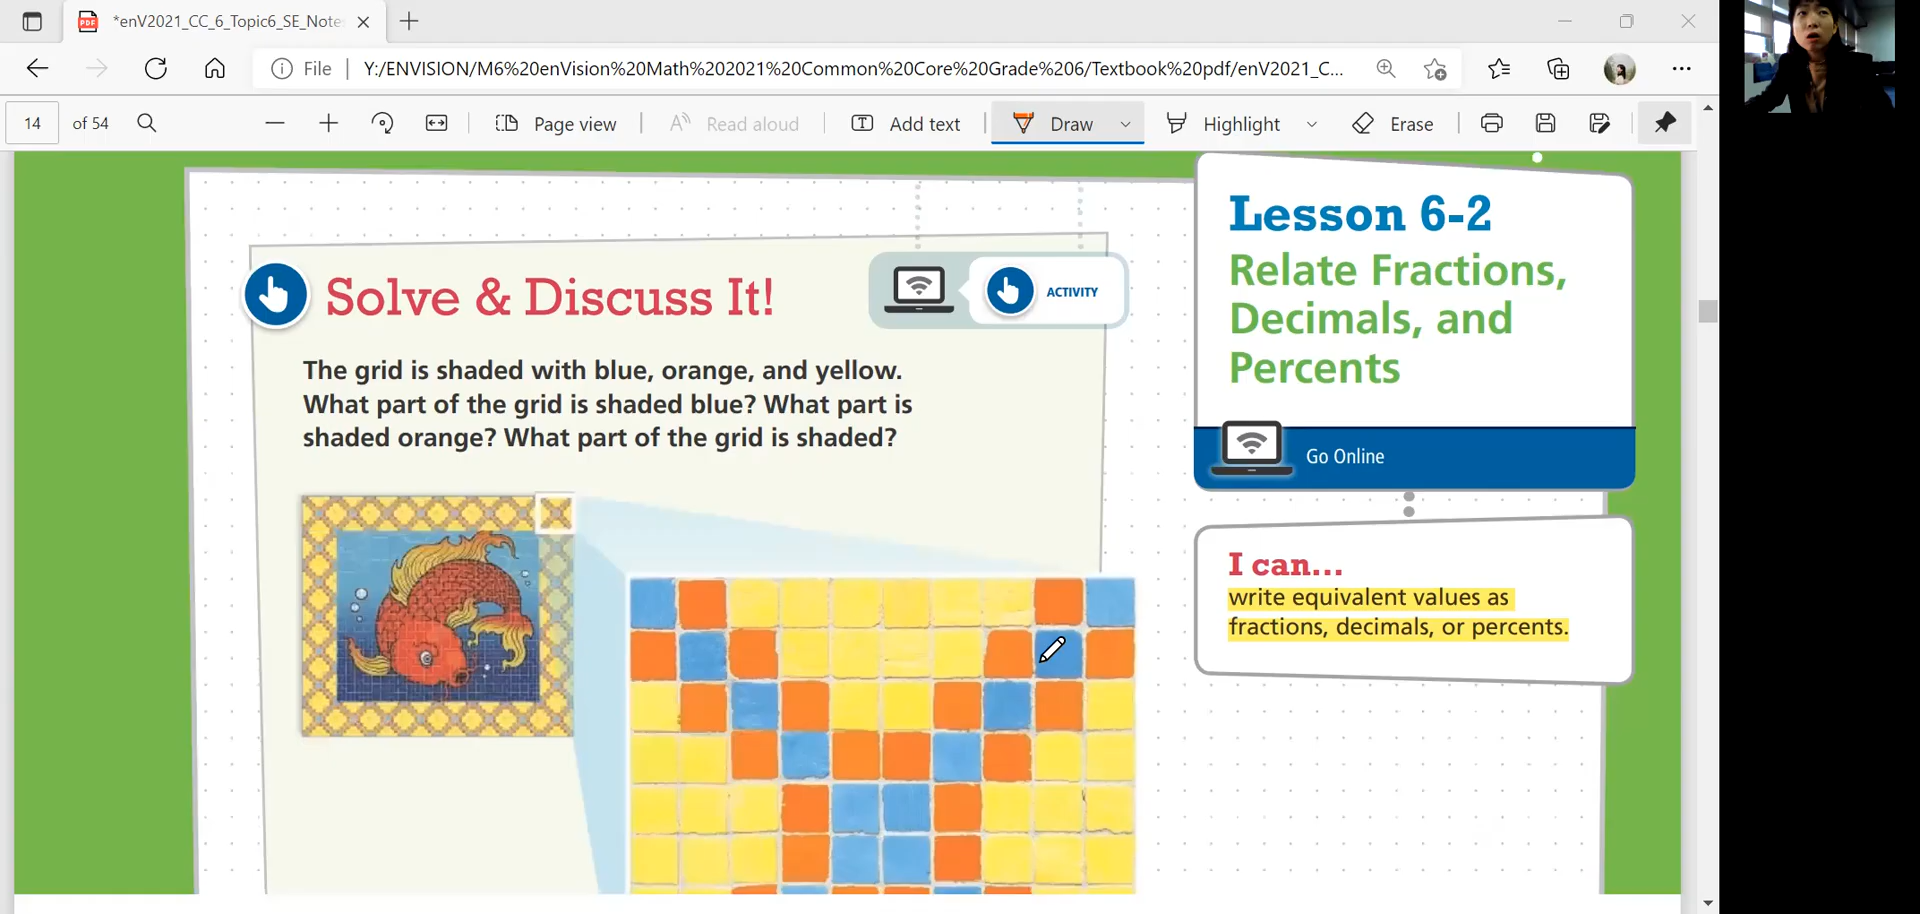 *enV2021_CC_6_Topic6_SE_Note
File
Y:/ENVISION/M6%20enVision%20Math%202021%20Common%20Core%20Grade%206/Textbook%20pdf/enV2021_C...
14 of 54
Page view
Read aloud
Add text
Draw
Highlight
Erase
Solve & Discuss It!
ACTIVITY
The grid is shaded with blue, orange, and yellow.
What part of the grid is shaded blue? What part is
shaded orange? What part of the grid is shaded?
Lesson 6-2
Relate Fractions,
Decimals, and
Percents
Go Online
I can...
write equivalent values as
fractions, decimals, or percents.